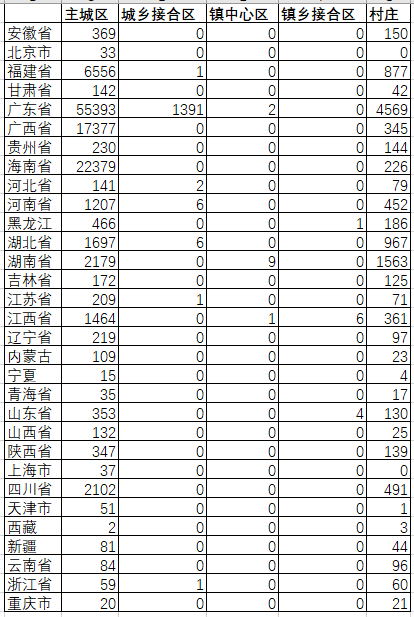 主城区 城乡接合区 镇中心区 镇乡接合区 村庄
安徽省 369 0 0 0 150
北京市 33 0 0 0 0
福建省 6556 1 0 0 877
甘肃省 142 0 0 0 42
广东省 55393 1391 2 0 4569
广西省 17377 0 0 0 345
贵州省 230 0 0 0 144
海南省 22379 0 0 0 226
河北省 141 2 0 0 79
河南省 1207 6 0 0 452
黑龙江 466 0 0 1 186
湖北省 1697 6 0 0 967
湖南省 2179 0 9 0 1563
吉林省 172 0 0 0 125
江苏省 209 1 0 0 71
江西省 1464 0 1 6 361
辽宁省 219 0 0 0 97
内蒙古 109 0 0 0 23
宁夏 15 0 0 0 4
青海省 35 0 0 0 17
山东省 353 0 0 4 130
山西省 132 0 0 0 25
陕西省 347 0 0 0 139
上海市 37 0 0 0 0
四川省 2102 0 0 0 491
天津市 51 0 0 0 1
西藏 2 0 0 0 3
新疆 81 0 0 0 44
云南省 84 0 0 0 96
浙江省 59 1 0 0 60
重庆市 20 0 0 0 21